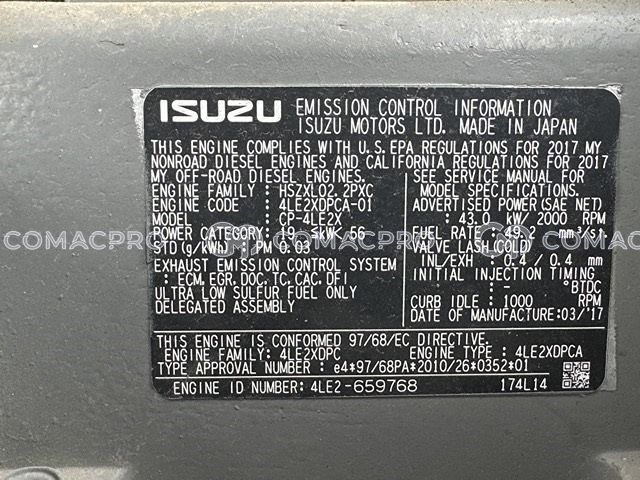 ISUZU EMISSION CONTROL INFORMATION
ISUZU MOTORS LTD. MADE IN JAPAN
THIS ENGINE COMPLIES WITH U.S.EPA REGULATIONS FOR 2017 MY
NONROAD DIESEL ENGINES AND CALIFORNIA REGULATIONS FOR 2017
MY OFF-ROAD DIESEL ENGINES. SEE SERVICE MANUAL FOR
ENGINE FAMILY : HSZXL02.2PXC MODEL SPECIFICATIONS.
ENGINE CODE : 4LE2XDPCA-01 ADVERTISED POWER (SAE NET)
MODEL : CP-4LE2X : 43.0 kW/ 2000 RPM
POWER CATEGORY : 19 ≤kW< 56 FUEL RATE : 49.2 mm³/st
STD (g/kWh) : PM 0.03 VALVE LASH(COLD)
INL/EXH : 0.4 / 0.4 mm
EXHAUST EMISSION CONTROL SYSTEM INITIAL INJECTION TIMING
: ECM, EGR, DOC, TC, CAC, DFI : - °BTDC
ULTRA LOW SULFUR FUEL ONLY CURB IDLE : 1000 RPM
DELEGATED ASSEMBLY DATE OF MANUFACTURE:03/'17
THIS ENGINE IS CONFORMED 97/68/EC DIRECTIVE.
ENGINE FAMILY: 4LE2XDPC ENGINE TYPE : 4LE2XDPCA
TYPE APPROVAL NUMBER : e4*97/68PA*2010/26*0352*01
ENGINE ID NUMBER:4LE2-659768 174L14